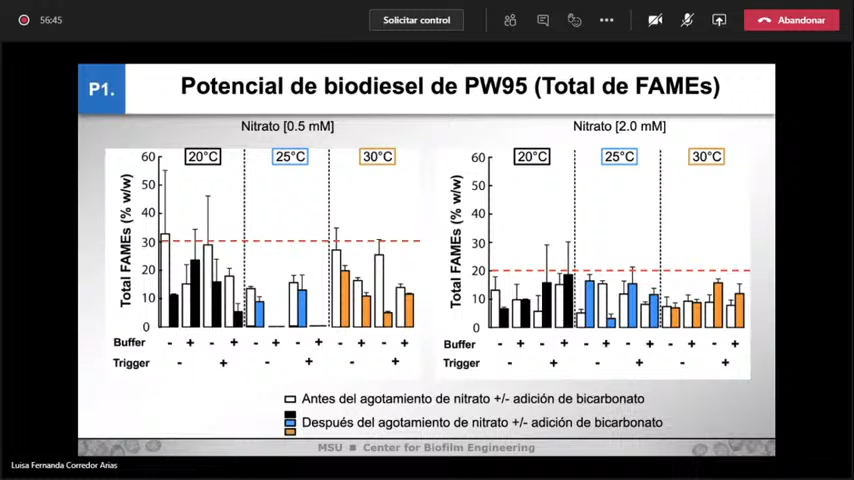 56:45
Solicitar control
Abandonar
P1.
Potencial de biodiesel de PW95 (Total de FAMEs)
Nitrato [0.5 mM]
Nitrato [2.0 mM]
Total FAMEs (% w/w)
60
50
40
30
20
10
0
20°C
25°C
30°C
Buffer - + - + - + - + - + - +
Trigger - + - + - +
Total FAMEs (% w/w)
60
50
40
30
20
10
0
20°C
25°C
30°C
Buffer - + - + - + - + - + - +
Trigger - + - + - +
Antes del agotamiento de nitrato +/- adición de bicarbonato
Después del agotamiento de nitrato +/- adición de bicarbonato
MSU ■ Center for Biofilm Engineering
Luisa Fernanda Corredor Arias